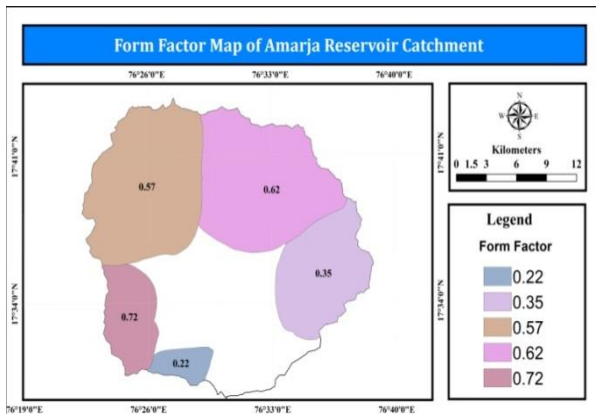 Form Factor Map of Amarja Reservoir Catchment
76°26'0"E 76°33'0"E 76°40'0"E
17°41'0"N
17°34'0"N
0.57
0.62
0.35
0.72
0.22
17°41'0"N
17°34'0"N
76°19'0"E 76°26'0"E 76°33'0"E 76°40'0"E
N
W E
S
Kilometers
0 1.5 3 6 9 12
Legend
Form Factor
0.22
0.35
0.57
0.62
0.72